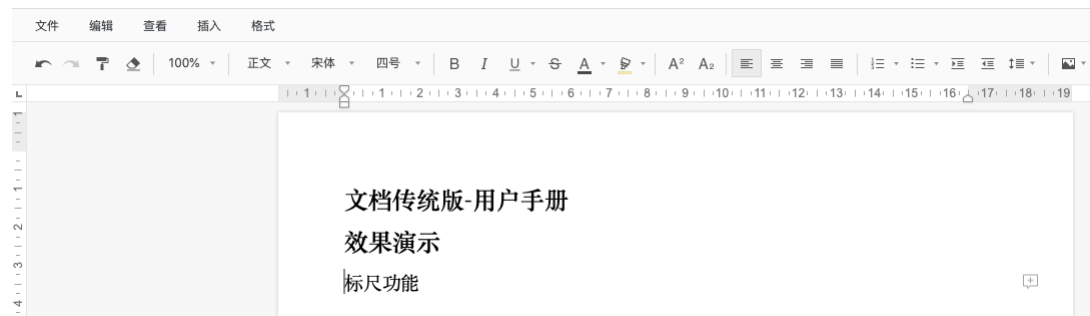 文件 编辑 查看 插入 格式
100% 正文 宋体 四号 B I U S A A² A₂
1 1 2 3 4 5 6 7 8 9 10 11 12 13 14 15 16 17 18 19
1
1
2
3
4
文档传统版-用户手册
效果演示
标尺功能